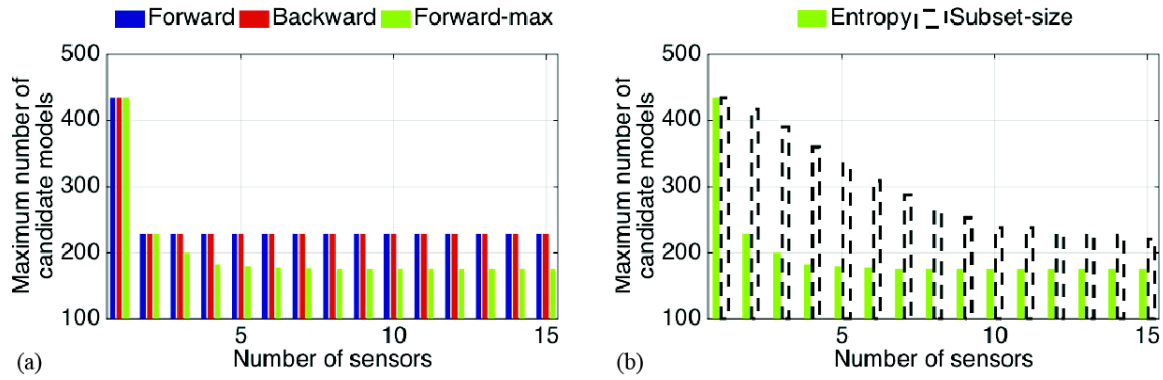 Forward Backward Forward-max
Maximum number of
candidate models
500
400
300
200
100
5
10
15
Number of sensors
(a)
Entropy Subset-size
Maximum number of
candidate models
500
400
300
200
100
5
10
15
Number of sensors
(b)